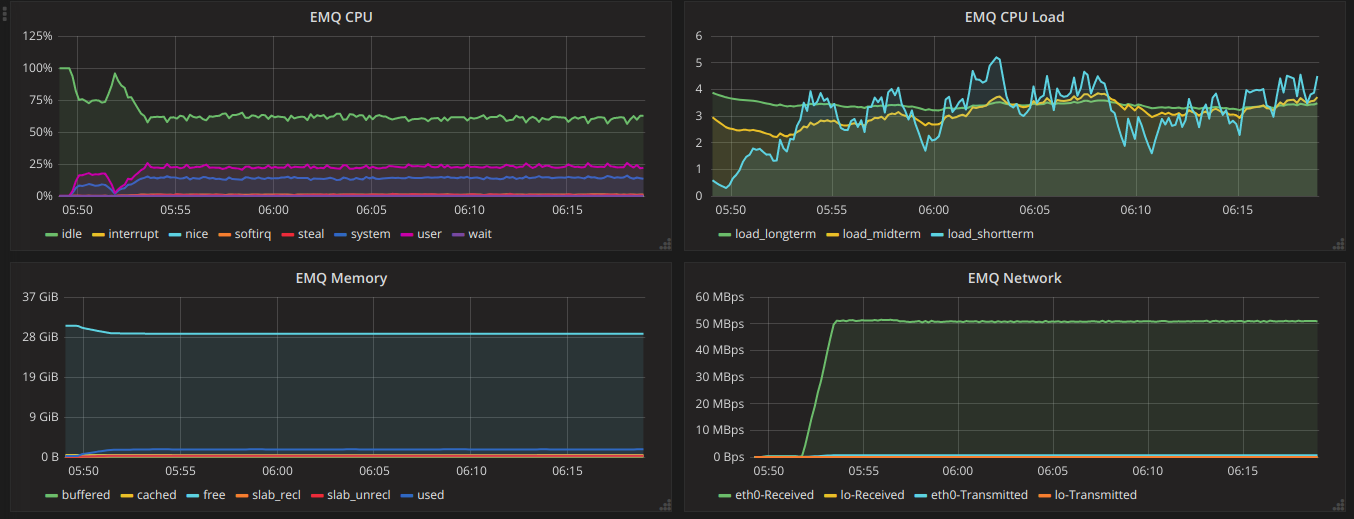 EMQ CPU
125%
100%
75%
50%
25%
0%
05:50 05:55 06:00 06:05 06:10 06:15
idle interrupt nice softirq steal system user wait
EMQ CPU Load
6
5
4
3
2
1
0
05:50 05:55 06:00 06:05 06:10 06:15
load_longterm load_midterm load_shortterm
EMQ Memory
37 GiB
28 GiB
19 GiB
9 GiB
0 B
05:50 05:55 06:00 06:05 06:10 06:15
buffered cached free slab_recl slab_unrecl used
EMQ Network
60 MBps
50 MBps
40 MBps
30 MBps
20 MBps
10 MBps
0 Bps
05:50 05:55 06:00 06:05 06:10 06:15
eth0-Received lo-Received eth0-Transmitted lo-Transmitted